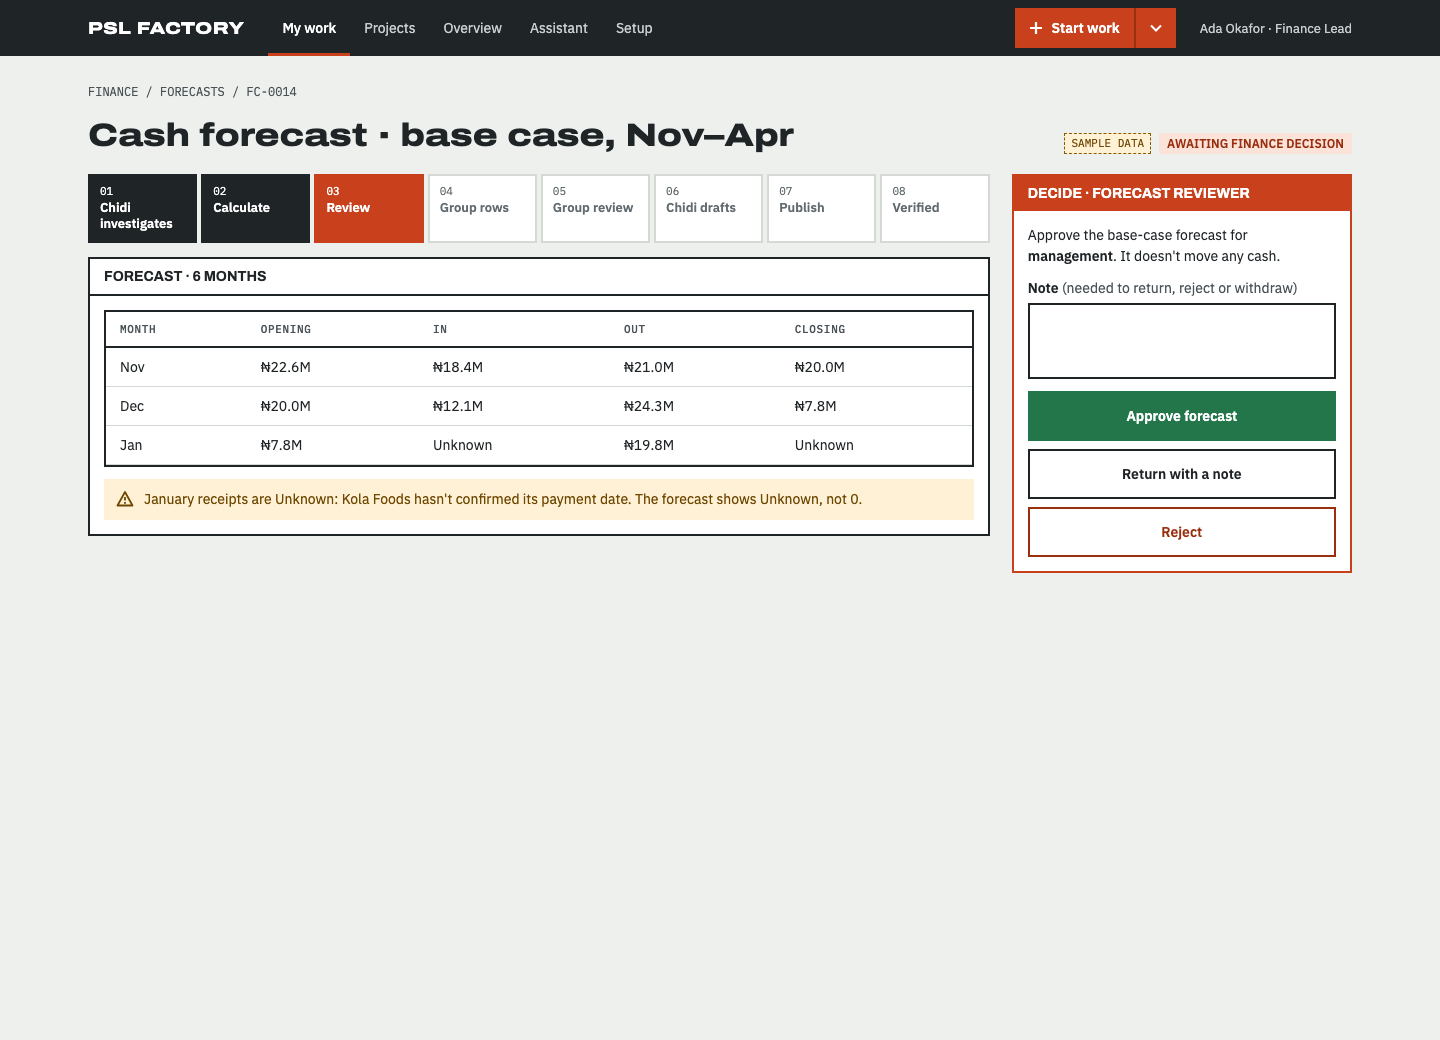 PSL FACTORY
My work
Projects
Overview
Assistant
Setup
Start work
Ada Okafor · Finance Lead
FINANCE / FORECASTS / FC-0014
Cash forecast · base case, Nov–Apr
SAMPLE DATA
AWAITING FINANCE DECISION
01
Chidi
investigates
02
Calculate
03
Review
04
Group rows
05
Group review
06
Chidi drafts
07
Publish
08
Verified
FORECAST · 6 MONTHS
MONTH OPENING IN OUT CLOSING
Nov ₦22.6M ₦18.4M ₦21.0M ₦20.0M
Dec ₦20.0M ₦12.1M ₦24.3M ₦7.8M
Jan ₦7.8M Unknown ₦19.8M Unknown
January receipts are Unknown: Kola Foods hasn't confirmed its payment date. The forecast shows Unknown, not 0.
DECIDE · FORECAST REVIEWER
Approve the base-case forecast for
management. It doesn't move any cash.
Note (needed to return, reject or withdraw)
Approve forecast
Return with a note
Reject